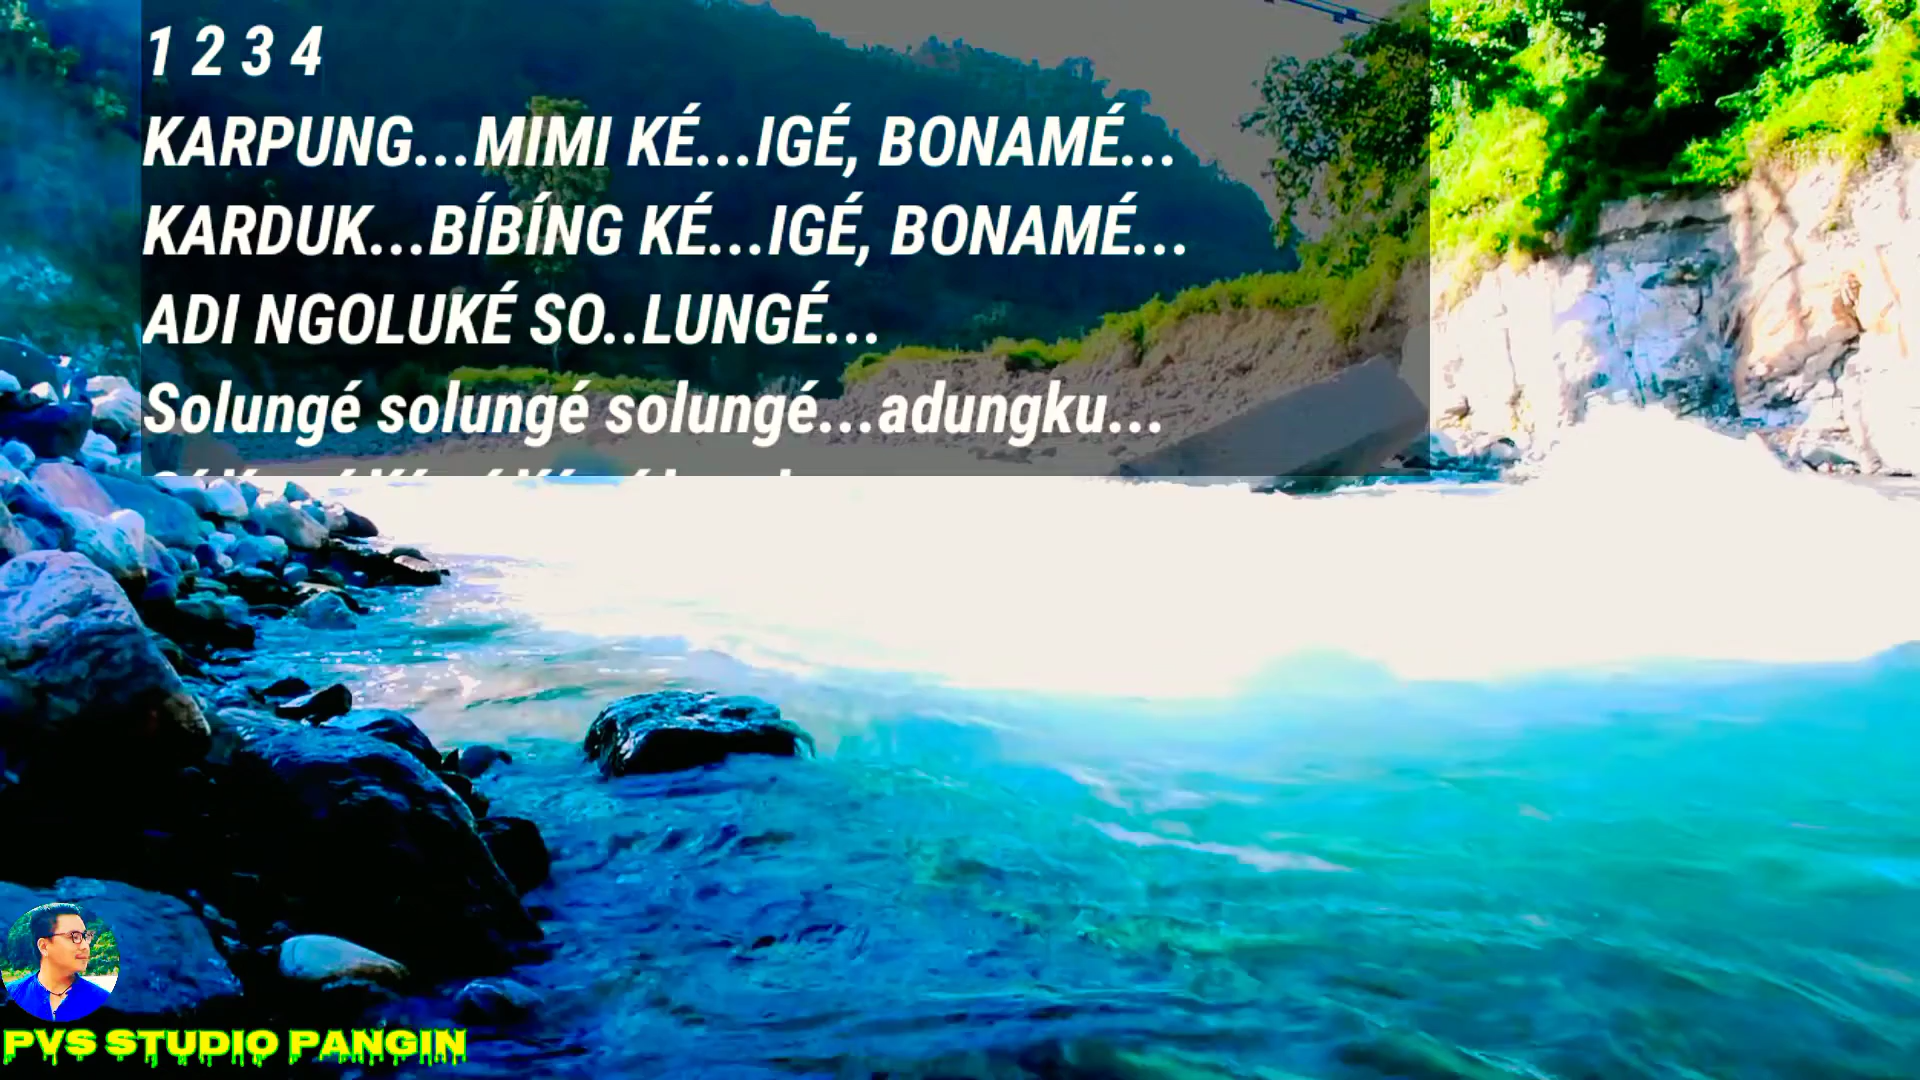 1 2 3 4
KARPUNG...MIMI KÉ...IGÉ, BONAMÉ...
KARDUK...BÍBÍNG KÉ...IGÉ, BONAMÉ...
ADI NGOLUKÉ SO..LUNGÉ...
Solungé solungé solungé...adungku...
PVS STUDIO PANGIN